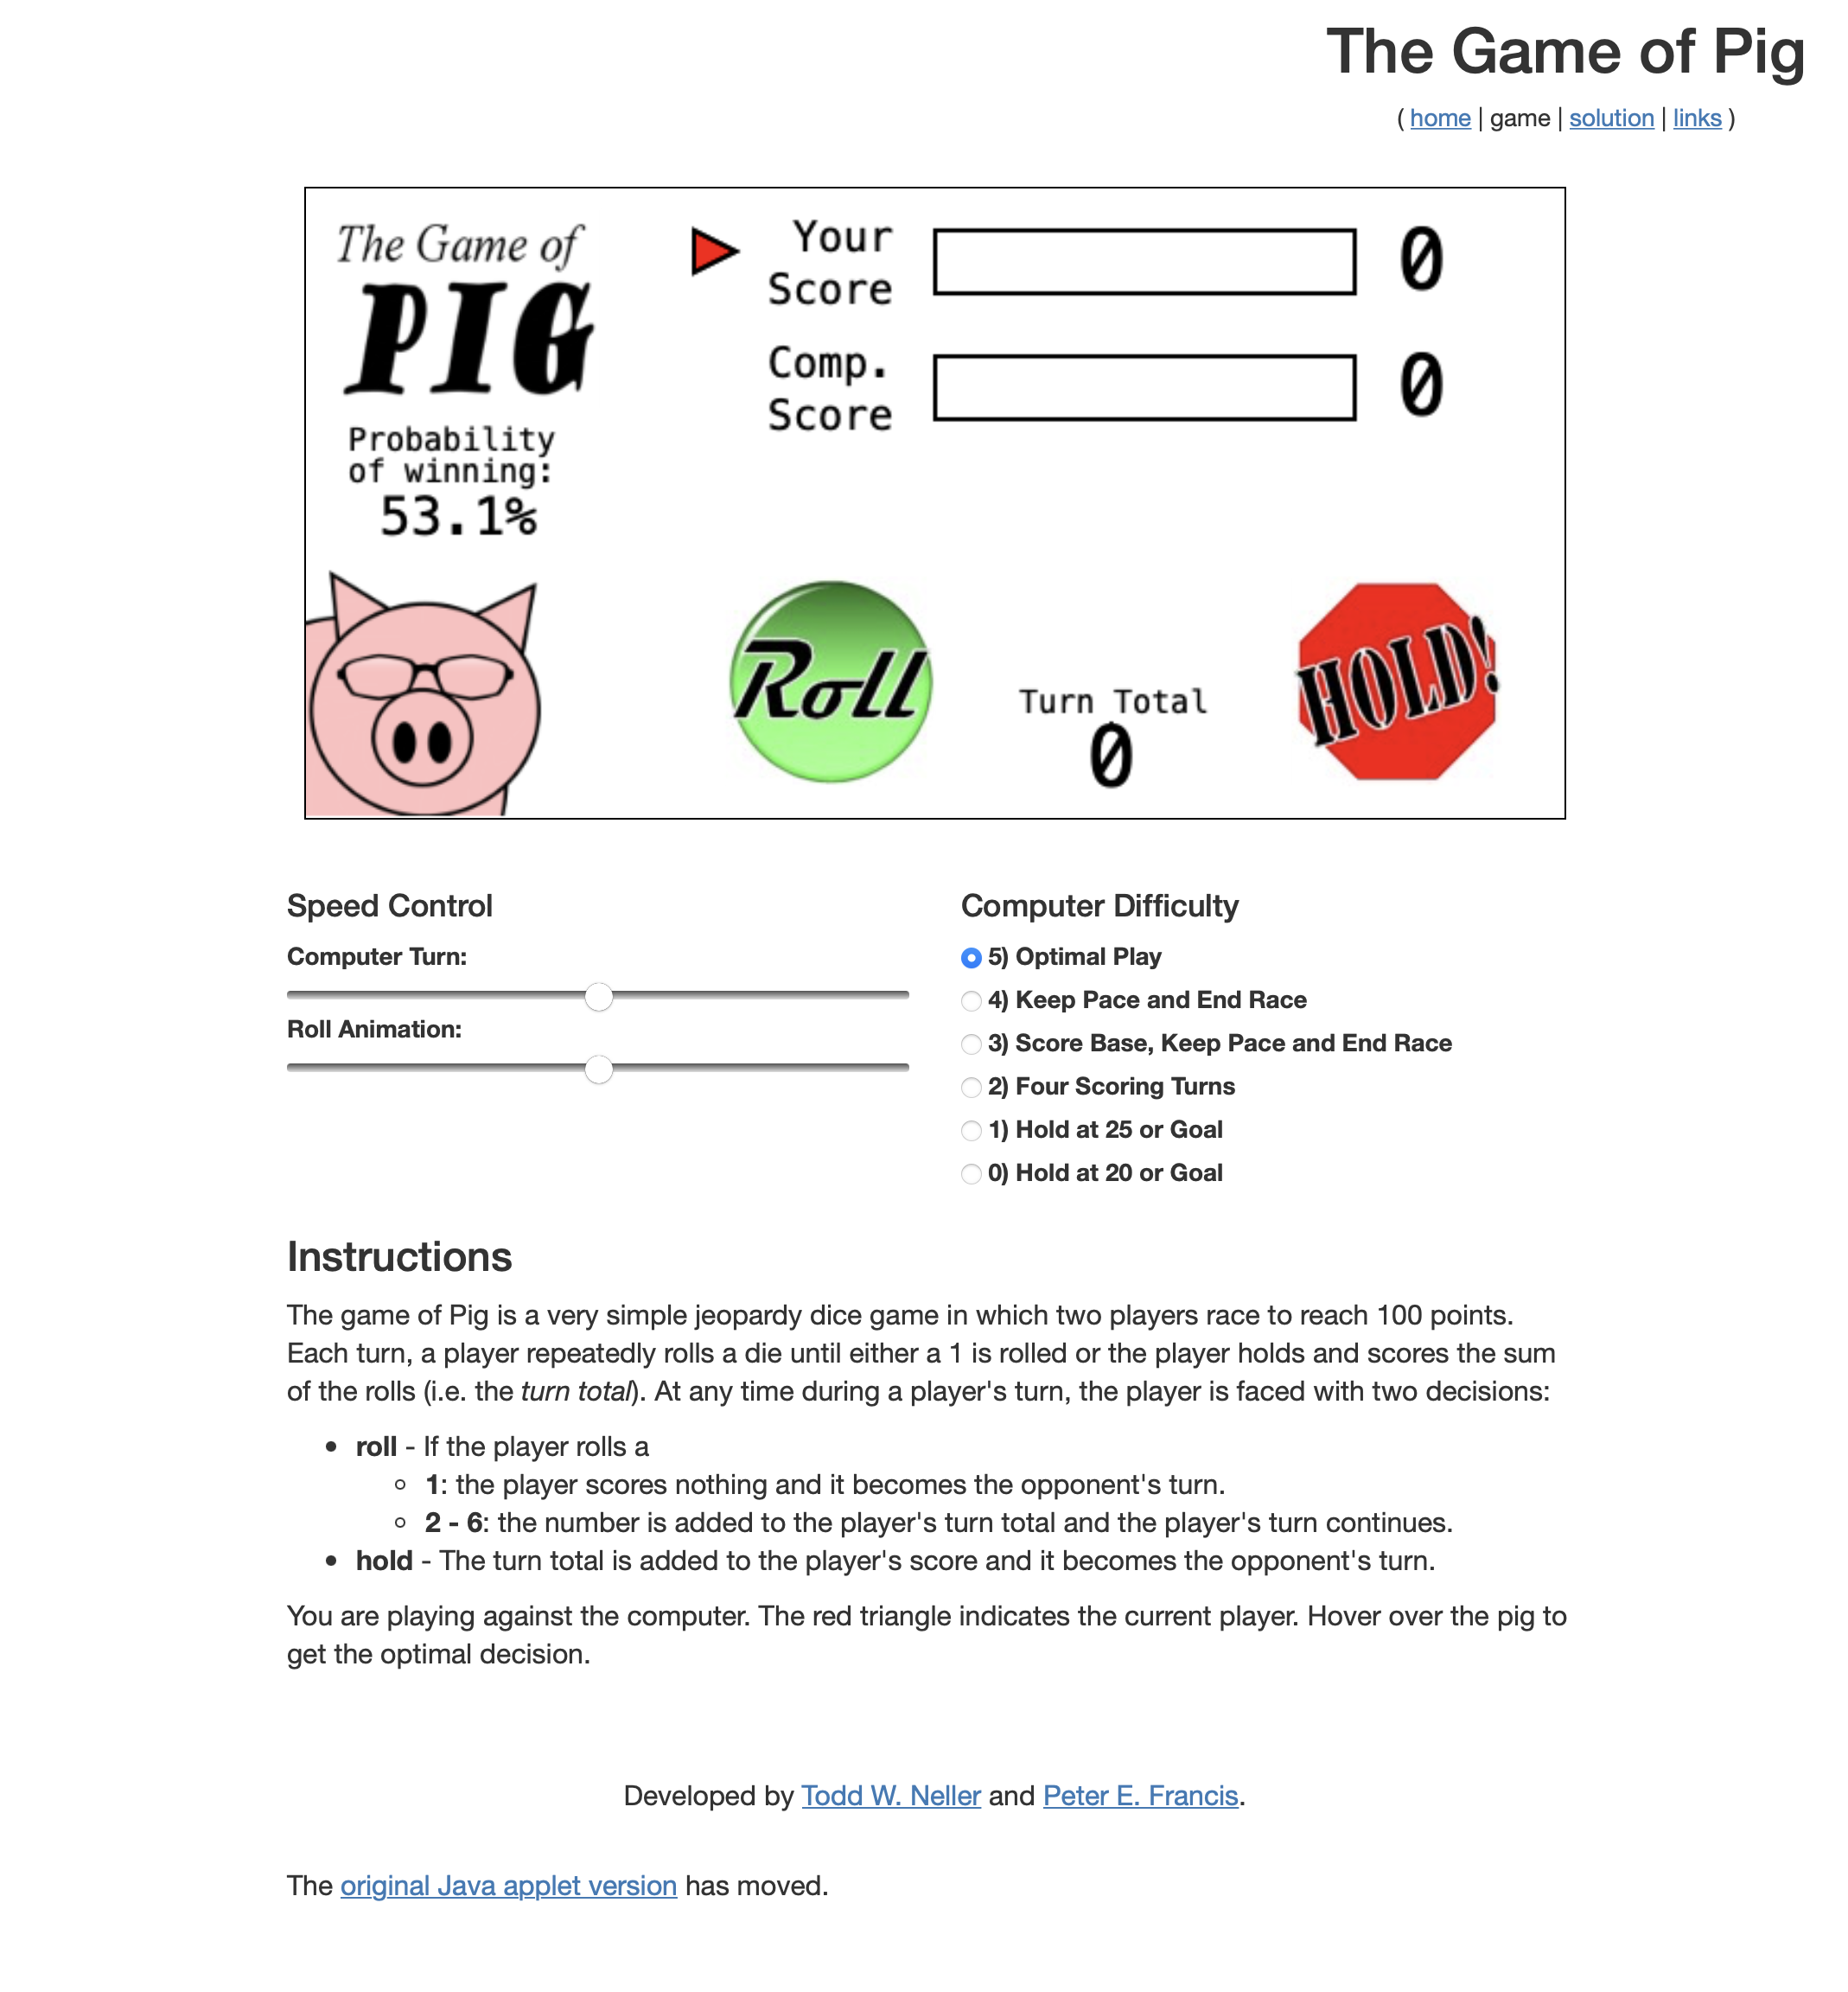 The Game of Pig
( home | game | solution | links )
The Game of
PIG
Probability
of winning:
53.1%
Your
Score
0
Comp.
Score
0
Roll
Turn Total
0
HOLD!
Speed Control
Computer Turn:
Roll Animation:
Computer Difficulty
5) Optimal Play
4) Keep Pace and End Race
3) Score Base, Keep Pace and End Race
2) Four Scoring Turns
1) Hold at 25 or Goal
0) Hold at 20 or Goal
Instructions
The game of Pig is a very simple jeopardy dice game in which two players race to reach 100 points.
Each turn, a player repeatedly rolls a die until either a 1 is rolled or the player holds and scores the sum
of the rolls (i.e. the turn total). At any time during a player's turn, the player is faced with two decisions:
• roll - If the player rolls a
◦ 1: the player scores nothing and it becomes the opponent's turn.
◦ 2 - 6: the number is added to the player's turn total and the player's turn continues.
• hold - The turn total is added to the player's score and it becomes the opponent's turn.
You are playing against the computer. The red triangle indicates the current player. Hover over the pig to
get the optimal decision.
Developed by Todd W. Neller and Peter E. Francis.
The original Java applet version has moved.